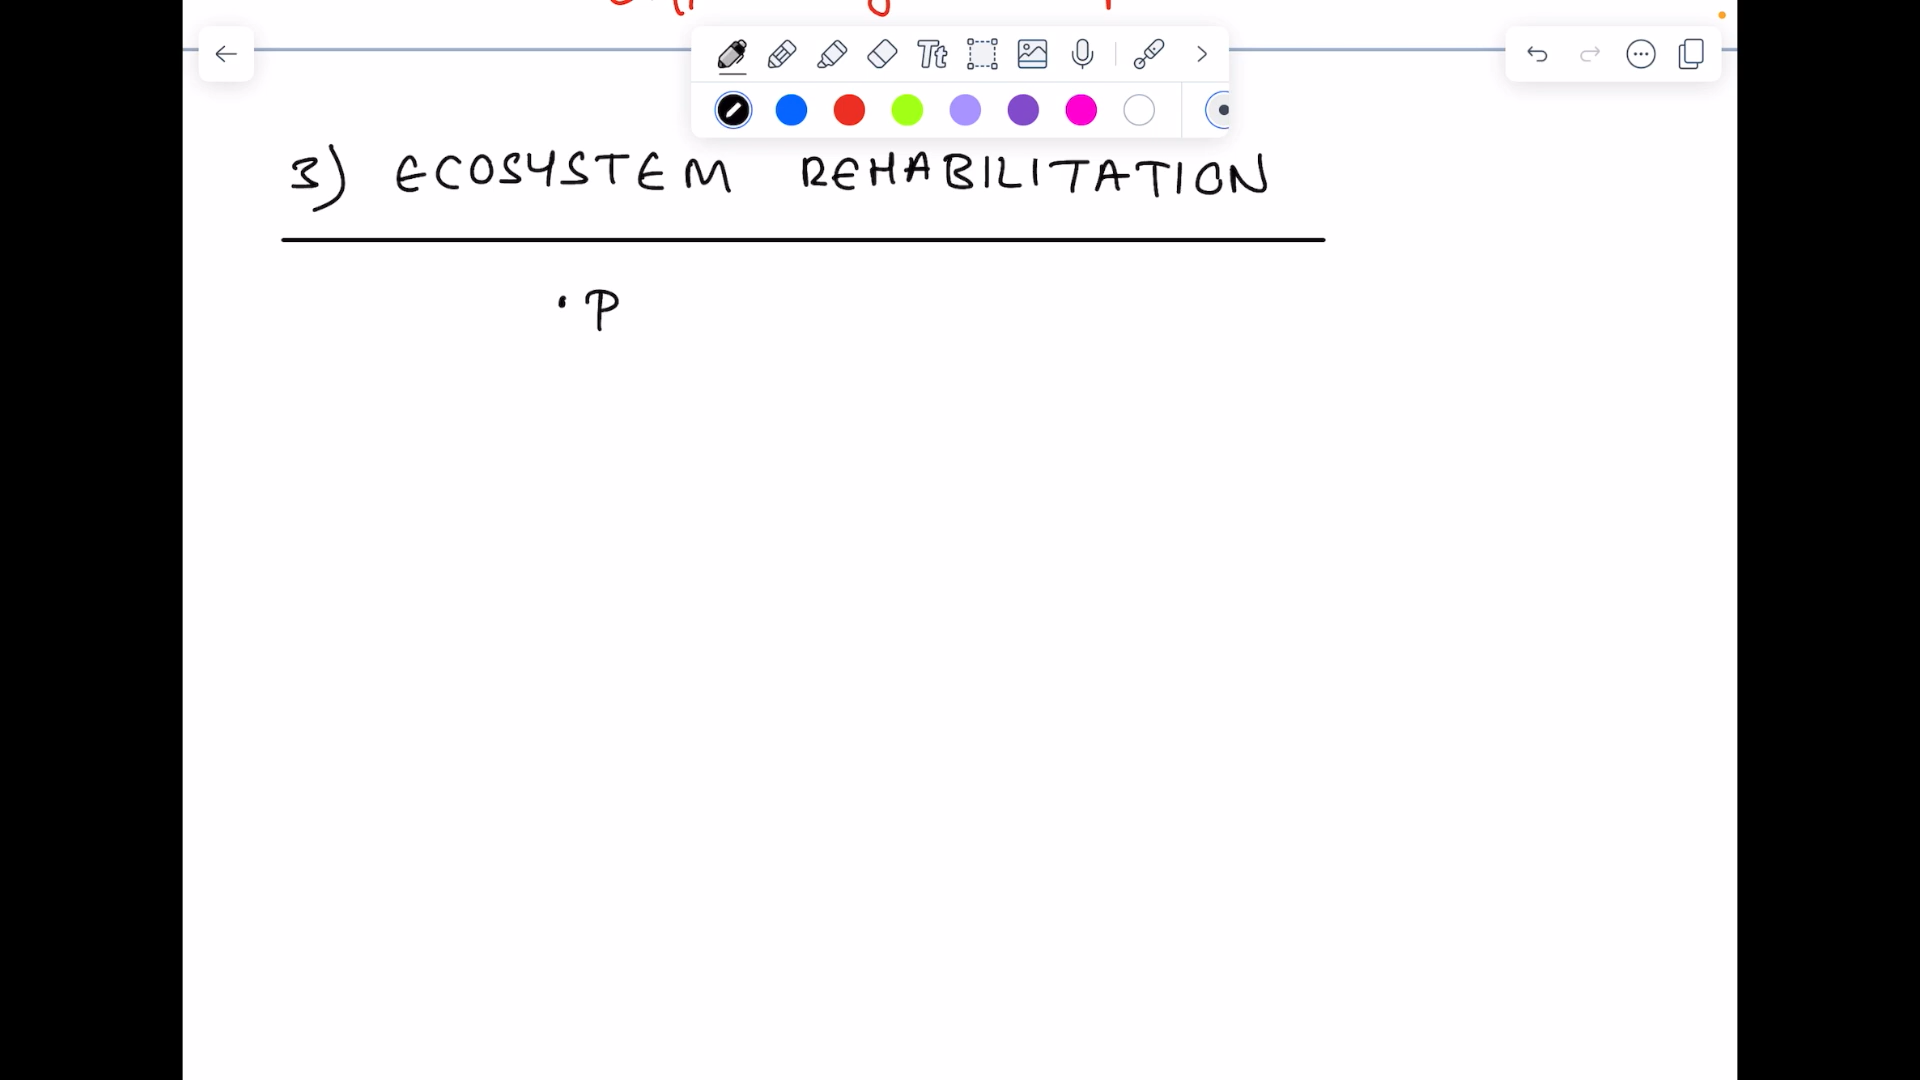 3) ECOSYSTEM REHABILITATION
• P